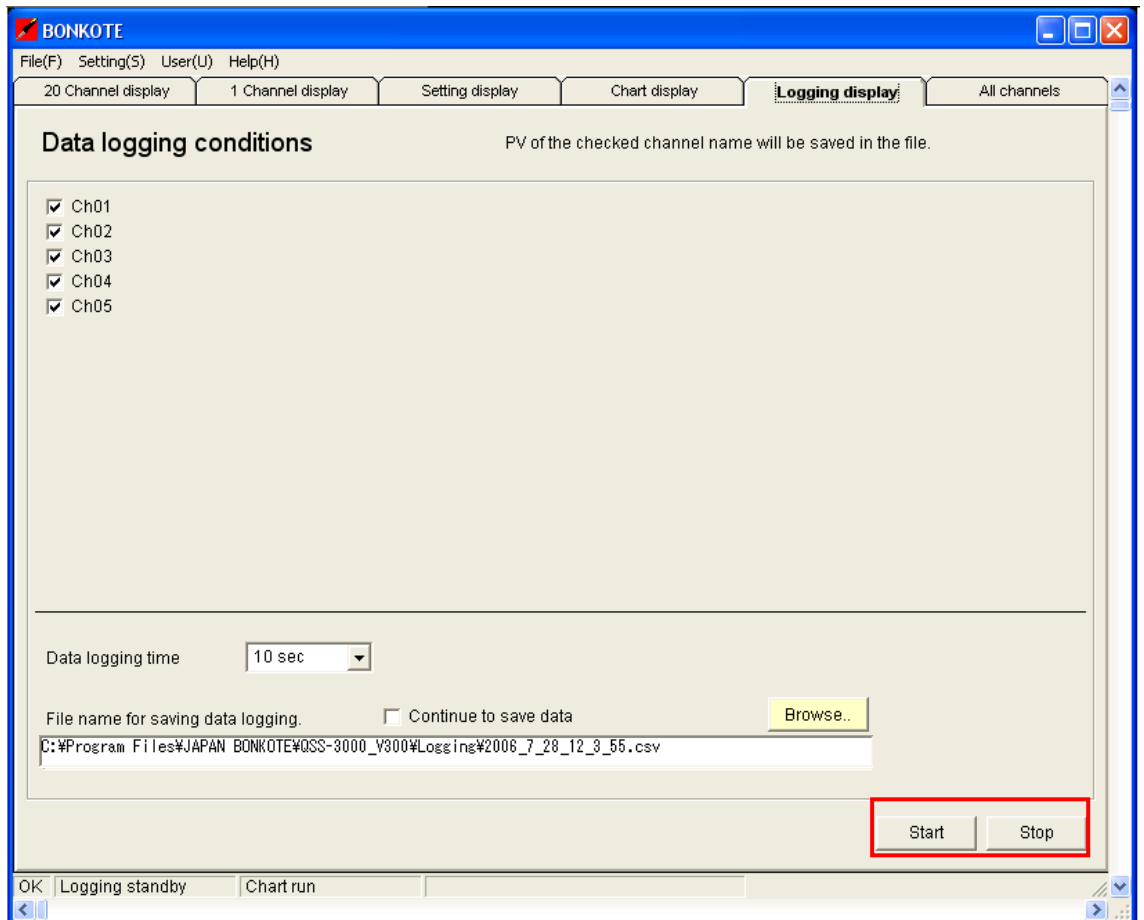 BONKOTE
File(F) Setting(S) User(U) Help(H)
20 Channel display 1 Channel display Setting display Chart display Logging display All channels
Data logging conditions PV of the checked channel name will be saved in the file.
Ch01
Ch02
Ch03
Ch04
Ch05
Data logging time 10 sec
File name for saving data logging. Continue to save data Browse..
C:¥Program Files¥JAPAN BONKOTE¥QSS-3000_V300¥Logging¥2006_7_28_12_3_55.csv
Start Stop
OK Logging standby Chart run